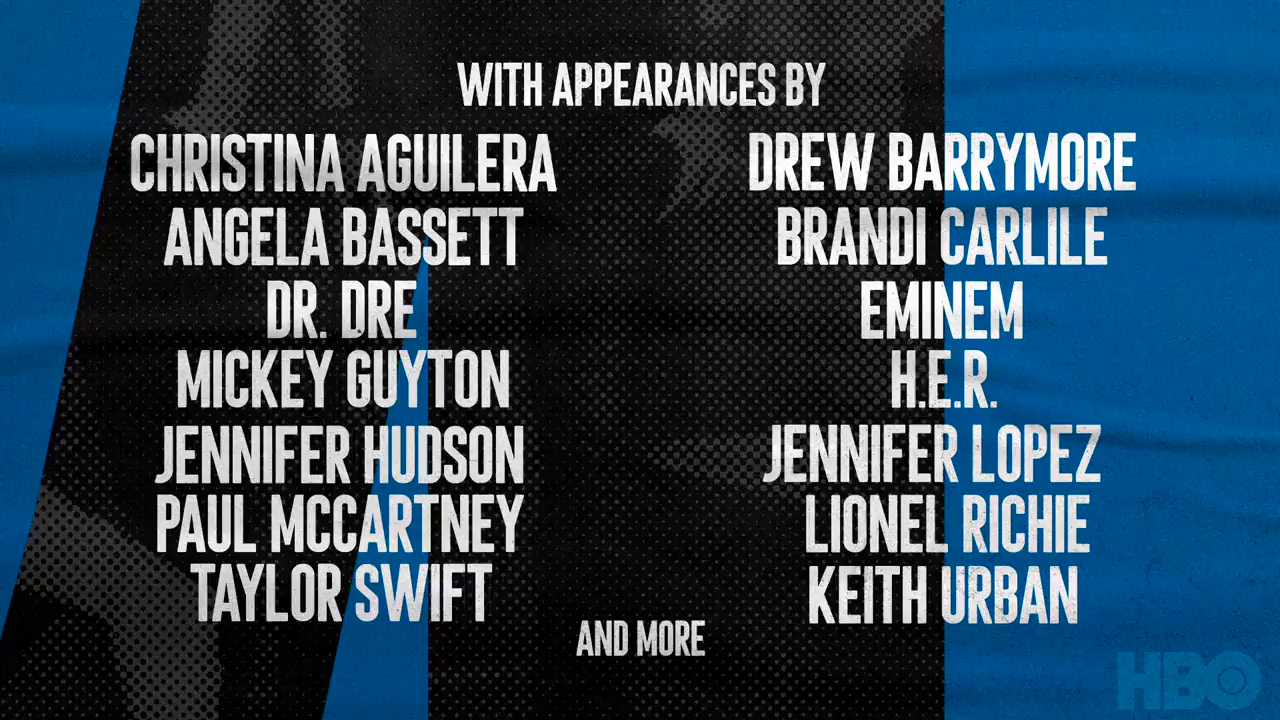 WITH APPEARANCES BY
CHRISTINA AGUILERA
DREW BARRYMORE
ANGELA BASSETT
BRANDI CARLILE
DR. DRE
EMINEM
MICKEY GUYTON
H.E.R.
JENNIFER HUDSON
JENNIFER LOPEZ
PAUL MCCARTNEY
LIONEL RICHIE
TAYLOR SWIFT
KEITH URBAN
AND MORE
HBO